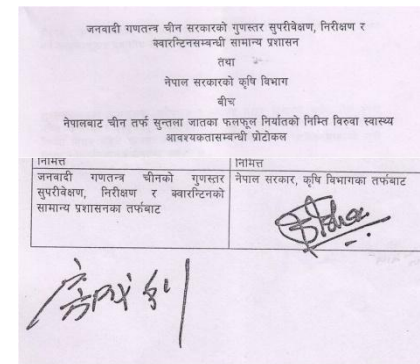 जनवादी गणतन्त्र चीन सरकारको गुणस्तर सुपरीवेक्षण, निरीक्षण र
क्वारन्टिनसम्बन्धी सामान्य प्रशासन
तथा
नेपाल सरकारको कृषि विभाग
बीच
नेपालबाट चीन तर्फ सुन्तला जातका फलफूल निर्यातको निम्ति विरुवा स्वास्थ्य
आवश्यकतासम्बन्धी प्रोटोकल
निमित्त
निमित्त
जनवादी गणतन्त्र चीनको गुणस्तर
सुपरीवेक्षण, निरीक्षण र क्वारन्टिनको
सामान्य प्रशासनका तर्फबाट
नेपाल सरकार, कृषि विभागका तर्फबाट